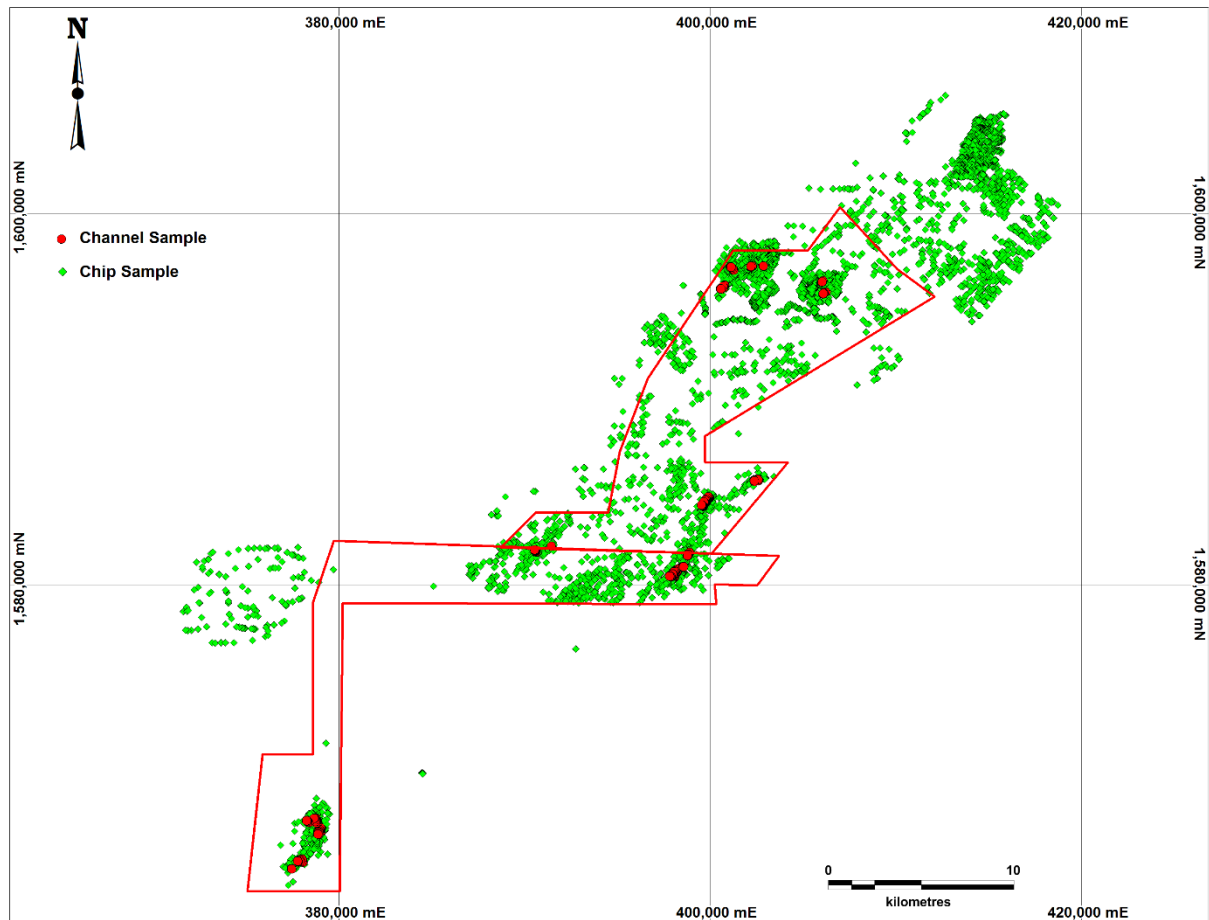 380,000 mE
400,000 mE
420,000 mE
N
1,600,000 mN
1,600,000 mN
Channel Sample
Chip Sample
1,580,000 mN
1,580,000 mN
0
10
kilometres
380,000 mE
400,000 mE
420,000 mE